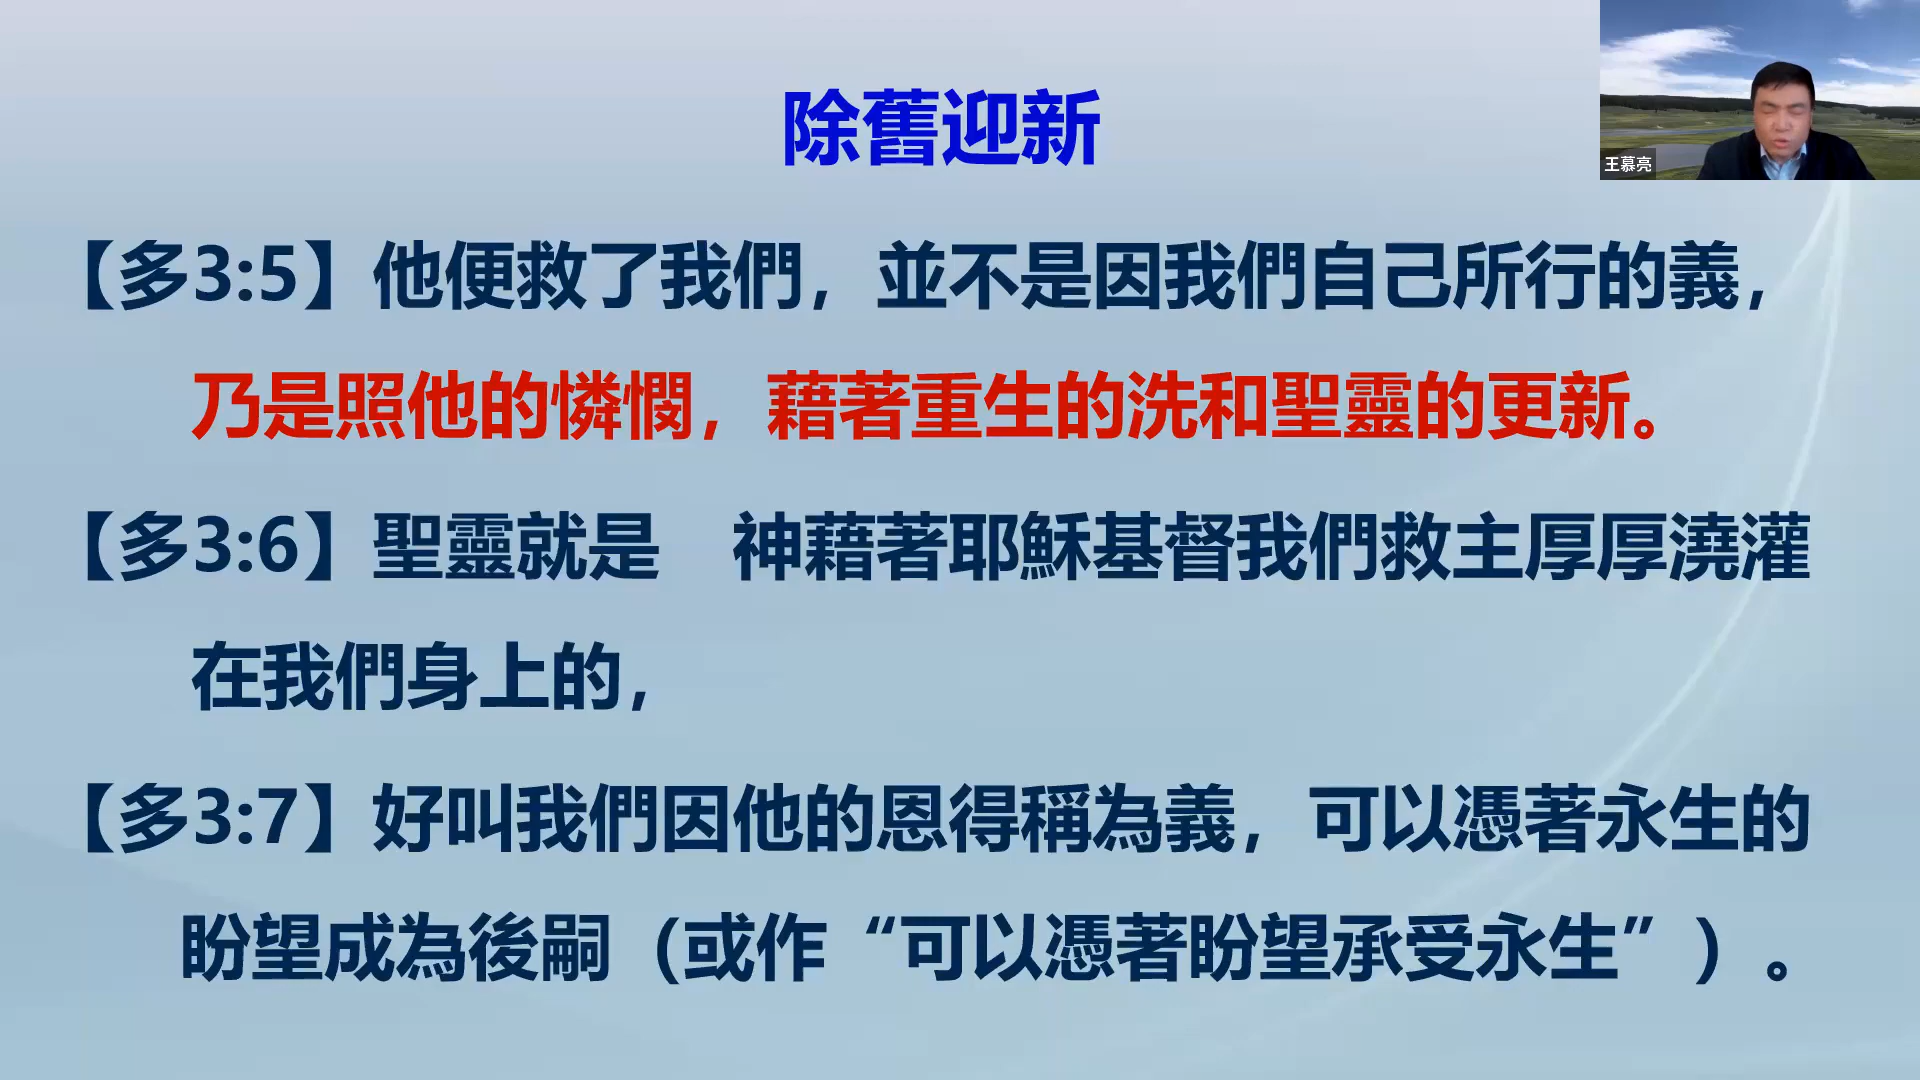 除舊迎新
王慕亮
【多3:5】他便救了我們，並不是因我們自己所行的義，
乃是照他的憐憫，藉著重生的洗和聖靈的更新。
【多3:6】聖靈就是　神藉著耶穌基督我們救主厚厚澆灌
在我們身上的，
【多3:7】好叫我們因他的恩得稱為義，可以憑著永生的
盼望成為後嗣（或作“可以憑著盼望承受永生”）。